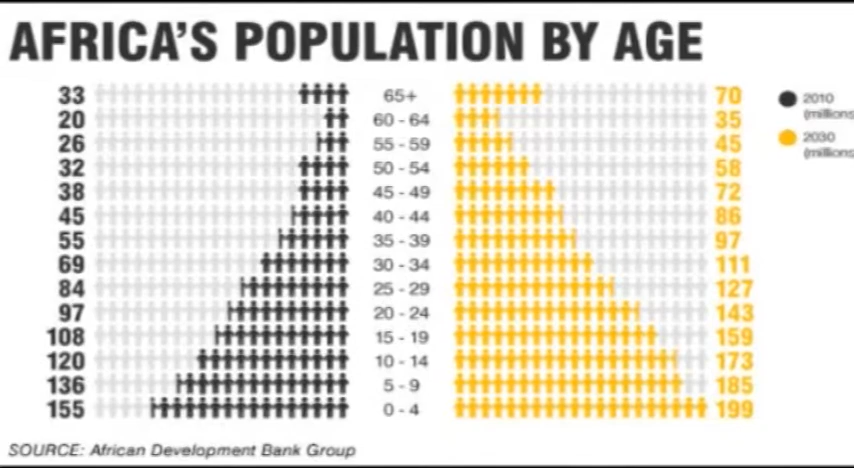 AFRICA'S POPULATION BY AGE
33 65+ 70
20 60 - 64 35
26 55 - 59 45
32 50 - 54 58
38 45 - 49 72
45 40 - 44 86
55 35 - 39 97
69 30 - 34 111
84 25 - 29 127
97 20 - 24 143
108 15 - 19 159
120 10 - 14 173
136 5 - 9 185
155 0 - 4 199
2010
(millions
2030
(millions
SOURCE: African Development Bank Group